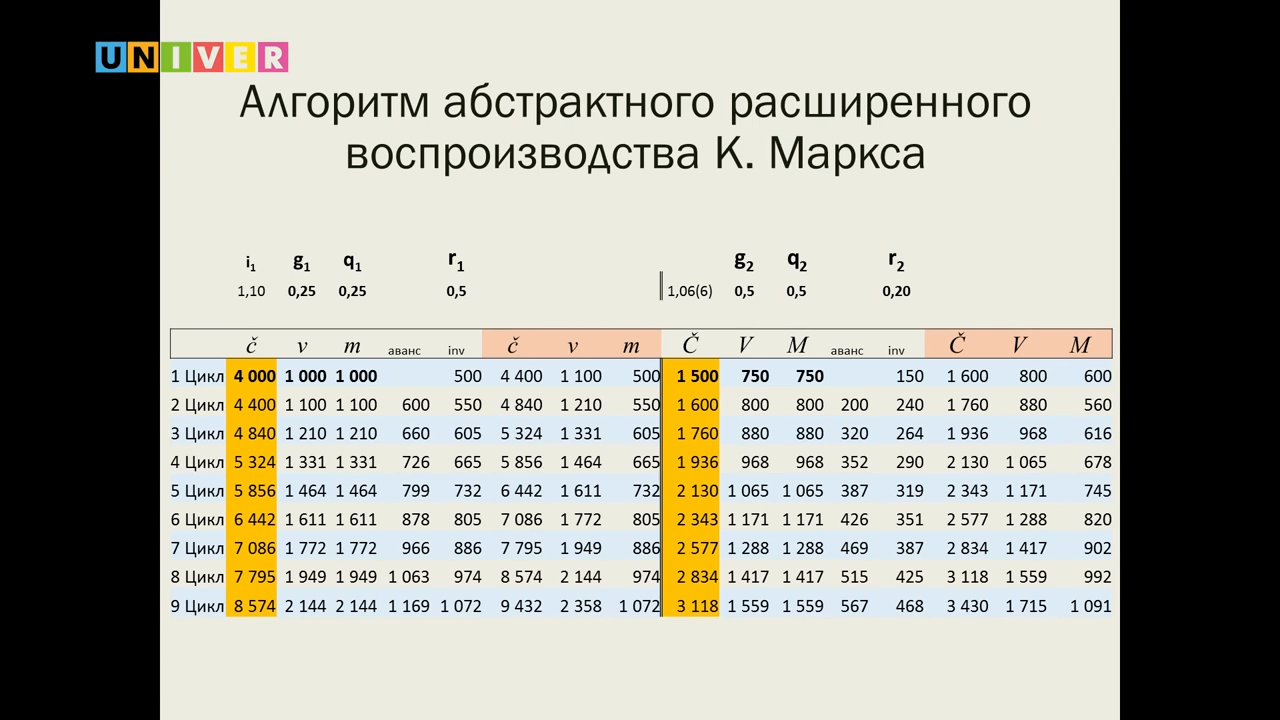 UNIVER
Алгоритм абстрактного расширенного
воспроизводства К. Маркса
i1 g1 q1 r1 g2 q2 r2
1,10 0,25 0,25 0,5 1,06(6) 0,5 0,5 0,20
č v m аванс inv č v m Č V M аванс inv Č V M
1 Цикл 4 000 1 000 1 000 500 4 400 1 100 500 1 500 750 750 150 1 600 800 600
2 Цикл 4 400 1 100 1 100 600 550 4 840 1 210 550 1 600 800 800 200 240 1 760 880 560
3 Цикл 4 840 1 210 1 210 660 605 5 324 1 331 605 1 760 880 880 320 264 1 936 968 616
4 Цикл 5 324 1 331 1 331 726 665 5 856 1 464 665 1 936 968 968 352 290 2 130 1 065 678
5 Цикл 5 856 1 464 1 464 799 732 6 442 1 611 732 2 130 1 065 1 065 387 319 2 343 1 171 745
6 Цикл 6 442 1 611 1 611 878 805 7 086 1 772 805 2 343 1 171 1 171 426 351 2 577 1 288 820
7 Цикл 7 086 1 772 1 772 966 886 7 795 1 949 886 2 577 1 288 1 288 469 387 2 834 1 417 902
8 Цикл 7 795 1 949 1 949 1 063 974 8 574 2 144 974 2 834 1 417 1 417 515 425 3 118 1 559 992
9 Цикл 8 574 2 144 2 144 1 169 1 072 9 432 2 358 1 072 3 118 1 559 1 559 567 468 3 430 1 715 1 091